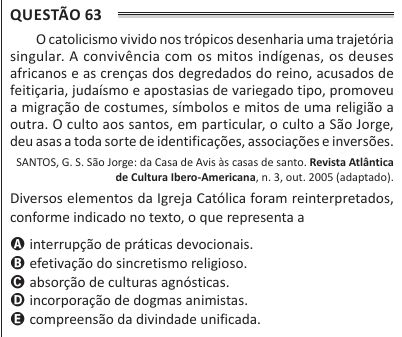 QUESTÃO 63
O catolicismo vivido nos trópicos desenharia uma trajetória
singular. A convivência com os mitos indígenas, os deuses
africanos e as crenças dos degredados do reino, acusados de
feitiçaria, judaísmo e apostasias de variegado tipo, promoveu
a migração de costumes, símbolos e mitos de uma religião a
outra. O culto aos santos, em particular, o culto a São Jorge,
deu asas a toda sorte de identificações, associações e inversões.
SANTOS, G. S. São Jorge: da Casa de Avis às casas de santo. Revista Atlântica
de Cultura Ibero-Americana, n. 3, out. 2005 (adaptado).
Diversos elementos da Igreja Católica foram reinterpretados,
conforme indicado no texto, o que representa a
A interrupção de práticas devocionais.
B efetivação do sincretismo religioso.
C absorção de culturas agnósticas.
D incorporação de dogmas animistas.
E compreensão da divindade unificada.